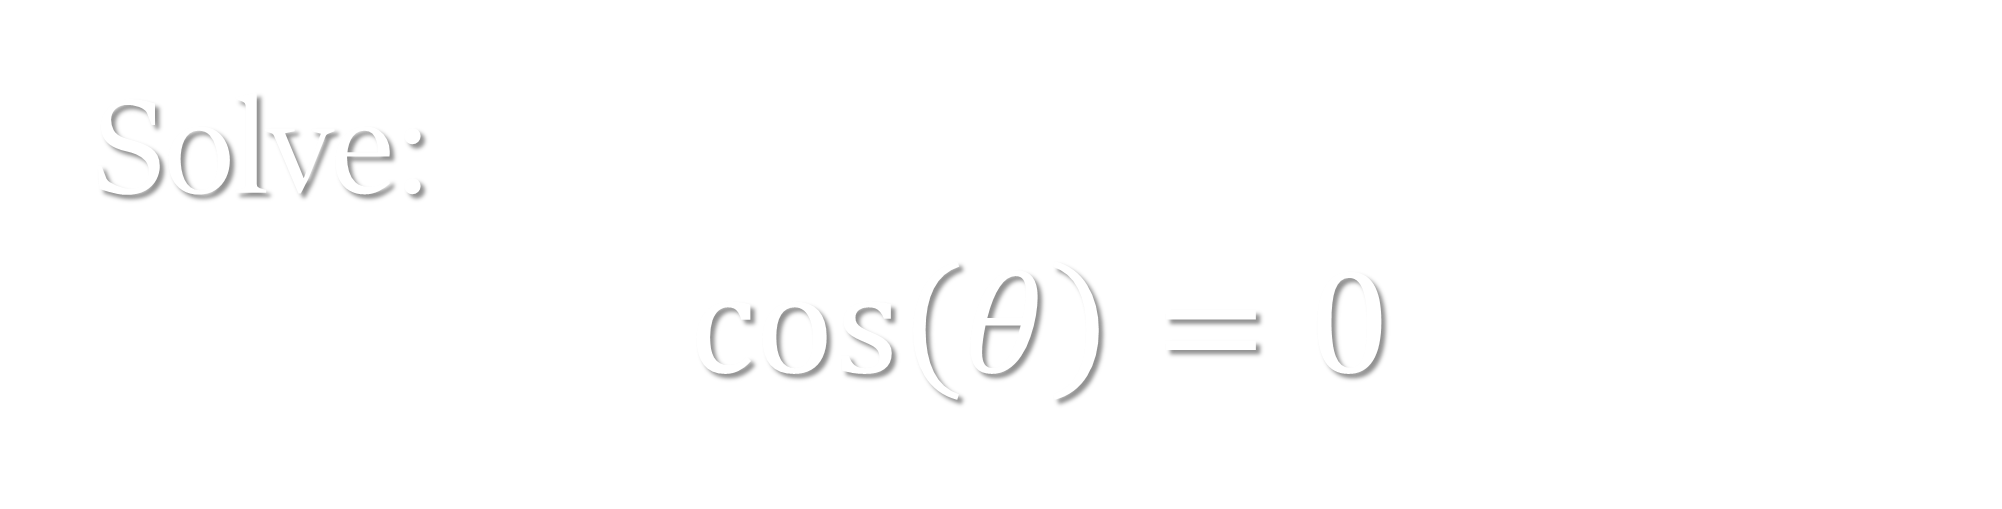 Solve:
cos(θ) = 0